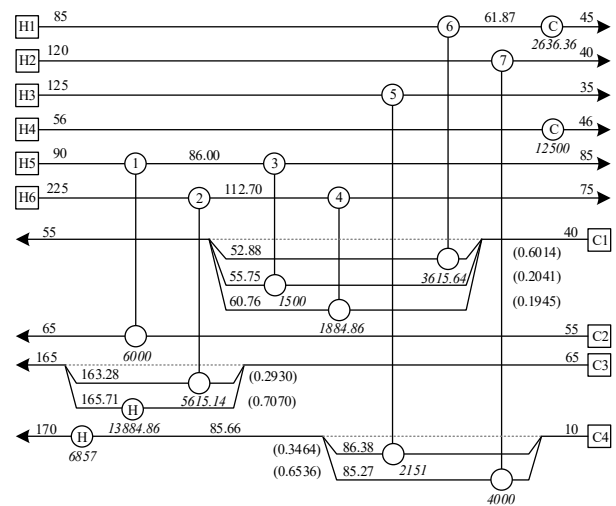 H1 85 6 61.87 C 45
2636.36
H2 120 7 40
H3 125 5 35
H4 56 C 46
12500
H5 90 1 86.00 3 85
H6 225 2 112.70 4 75
55 40 C1
52.88 (0.6014)
3615.64
55.75 (0.2041)
1500
60.76 (0.1945)
1884.86
65 55 C2
6000
165 65 C3
163.28 (0.2930)
5615.14
165.71 H (0.7070)
13884.86
170 H 85.66 10 C4
6857
(0.3464) 86.38
2151
(0.6536) 85.27
4000